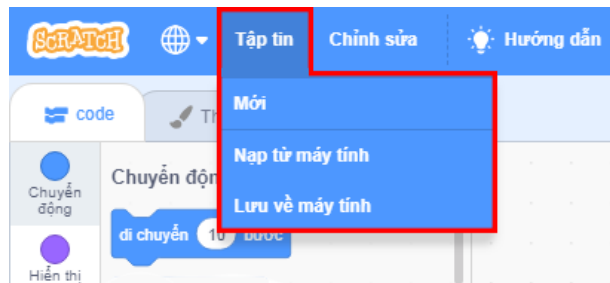 SCRATCH Tập tin Chỉnh sửa Hướng dẫn
code
Mới
Nạp từ máy tính
Lưu về máy tính
Chuyển động
di chuyển 10 bước
Chuyển
động
Hiển thị